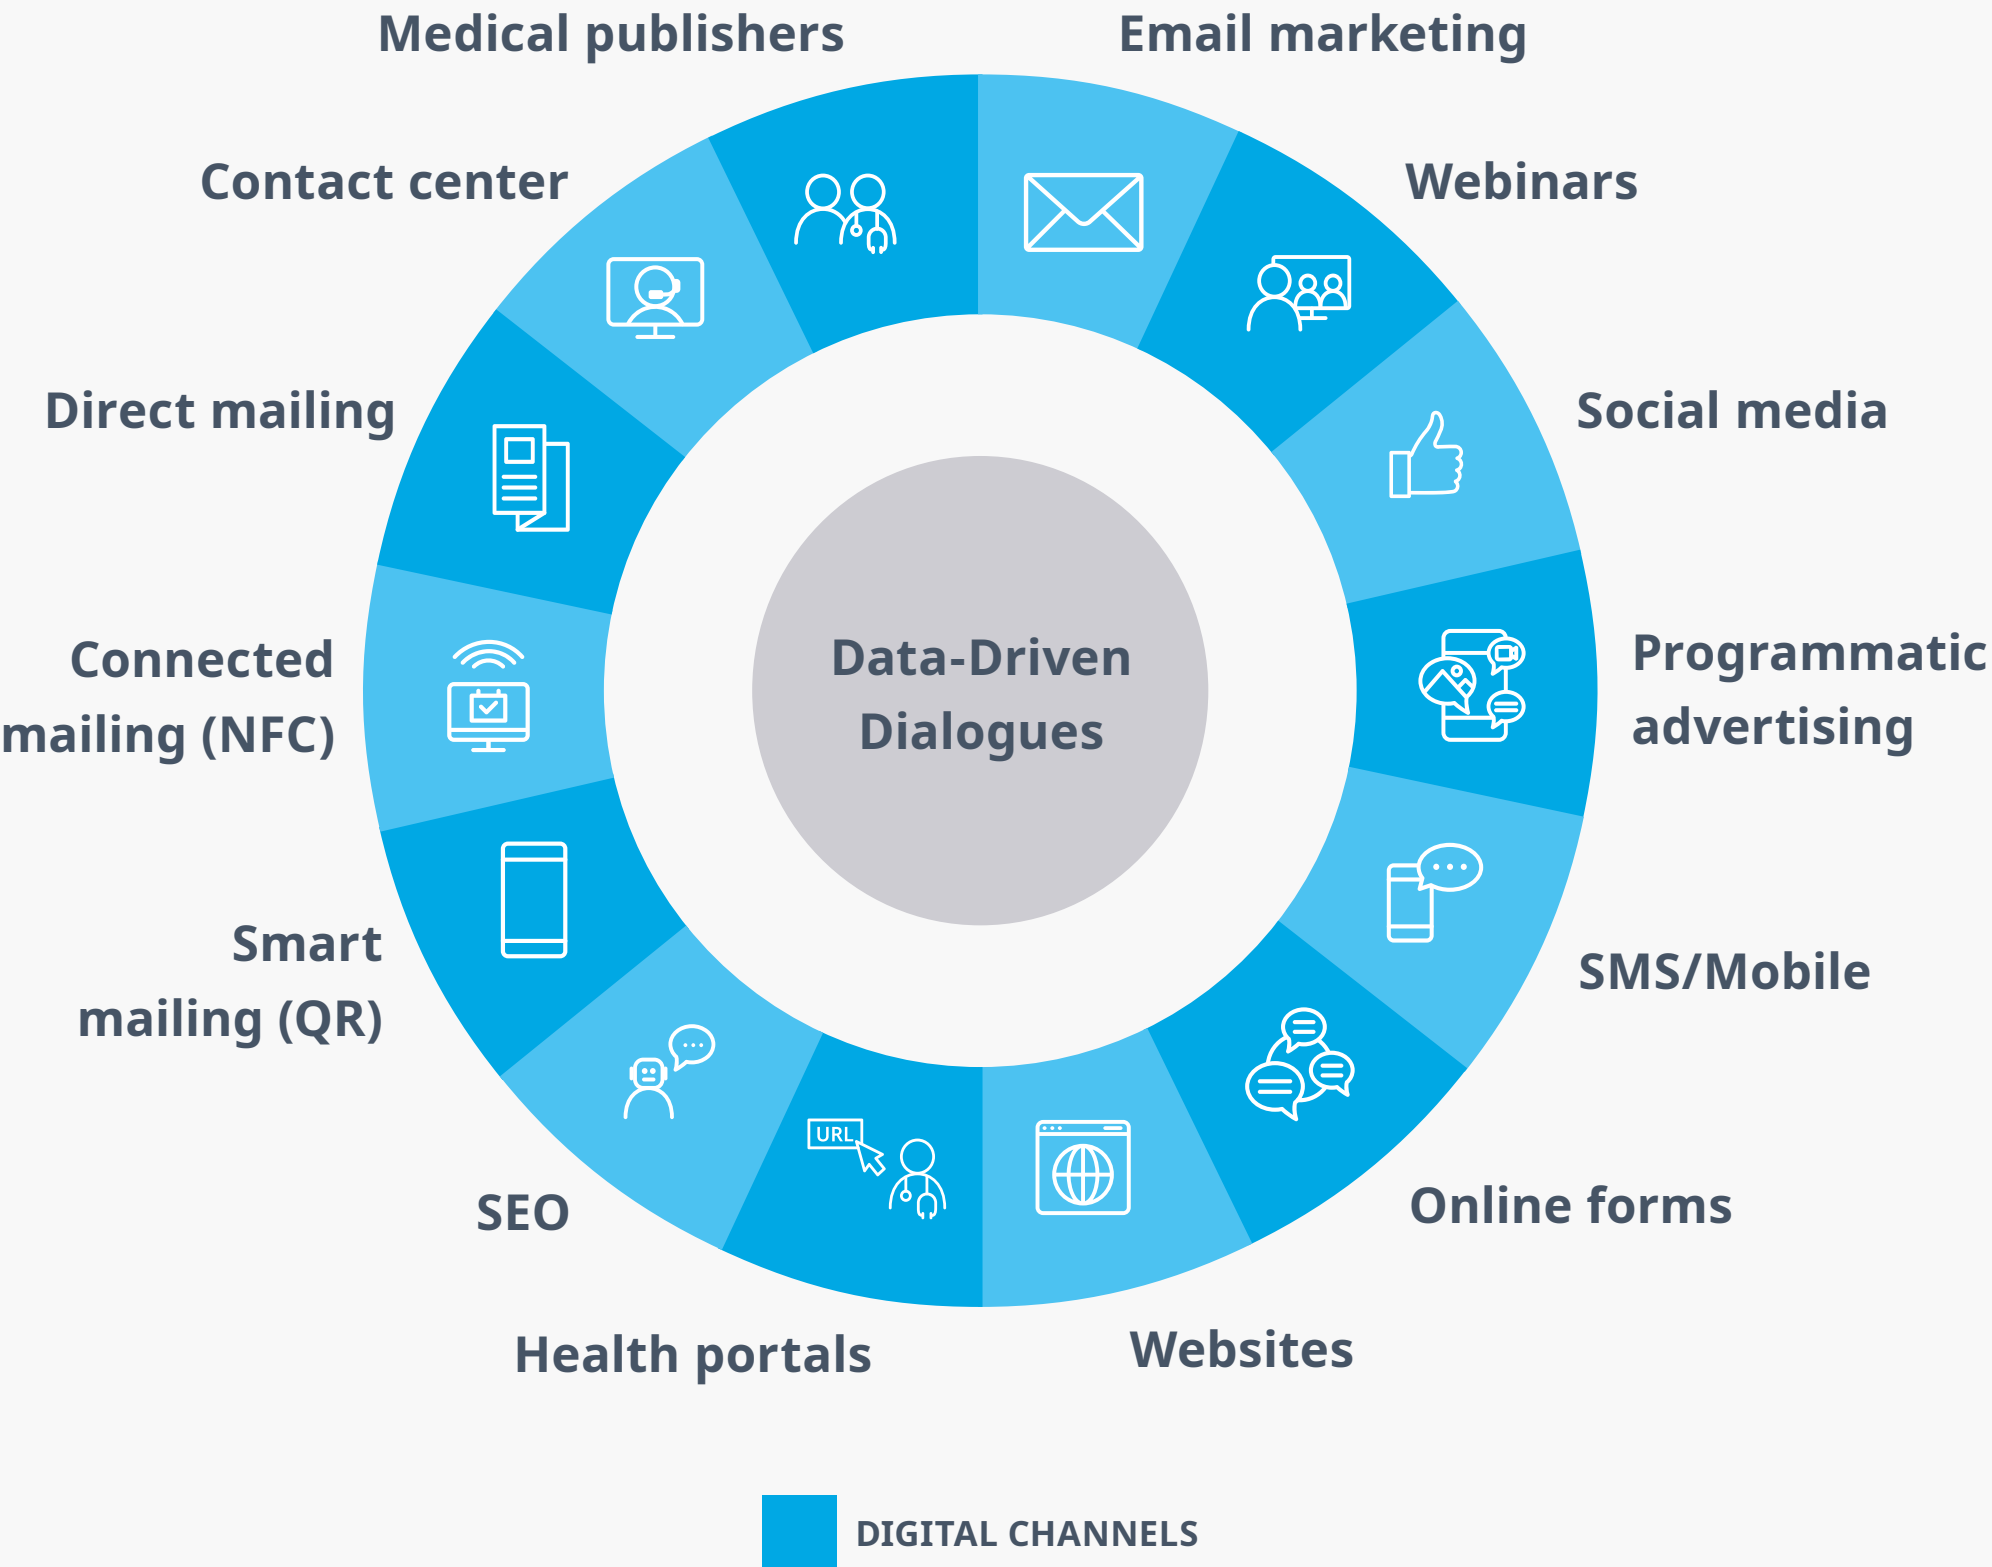 Medical publishers
Email marketing
Contact center
Webinars
Direct mailing
Social media
Connected
mailing (NFC)
Data-Driven
Dialogues
Programmatic
advertising
Smart
mailing (QR)
SMS/Mobile
URL
SEO
Online forms
Health portals
Websites
DIGITAL CHANNELS